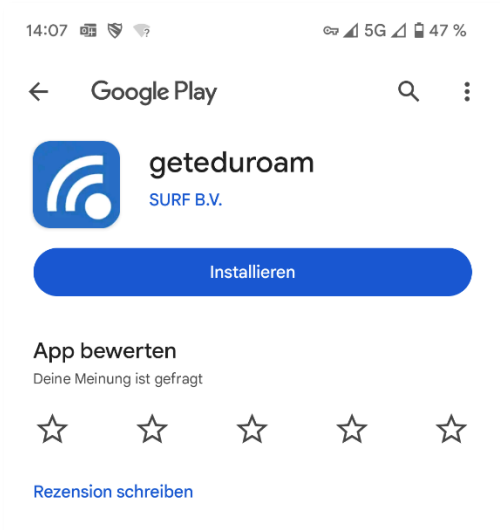 14:07 5G 47 %
Google Play
geteduroam
SURF B.V.
Installieren
App bewerten
Deine Meinung ist gefragt
Rezension schreiben